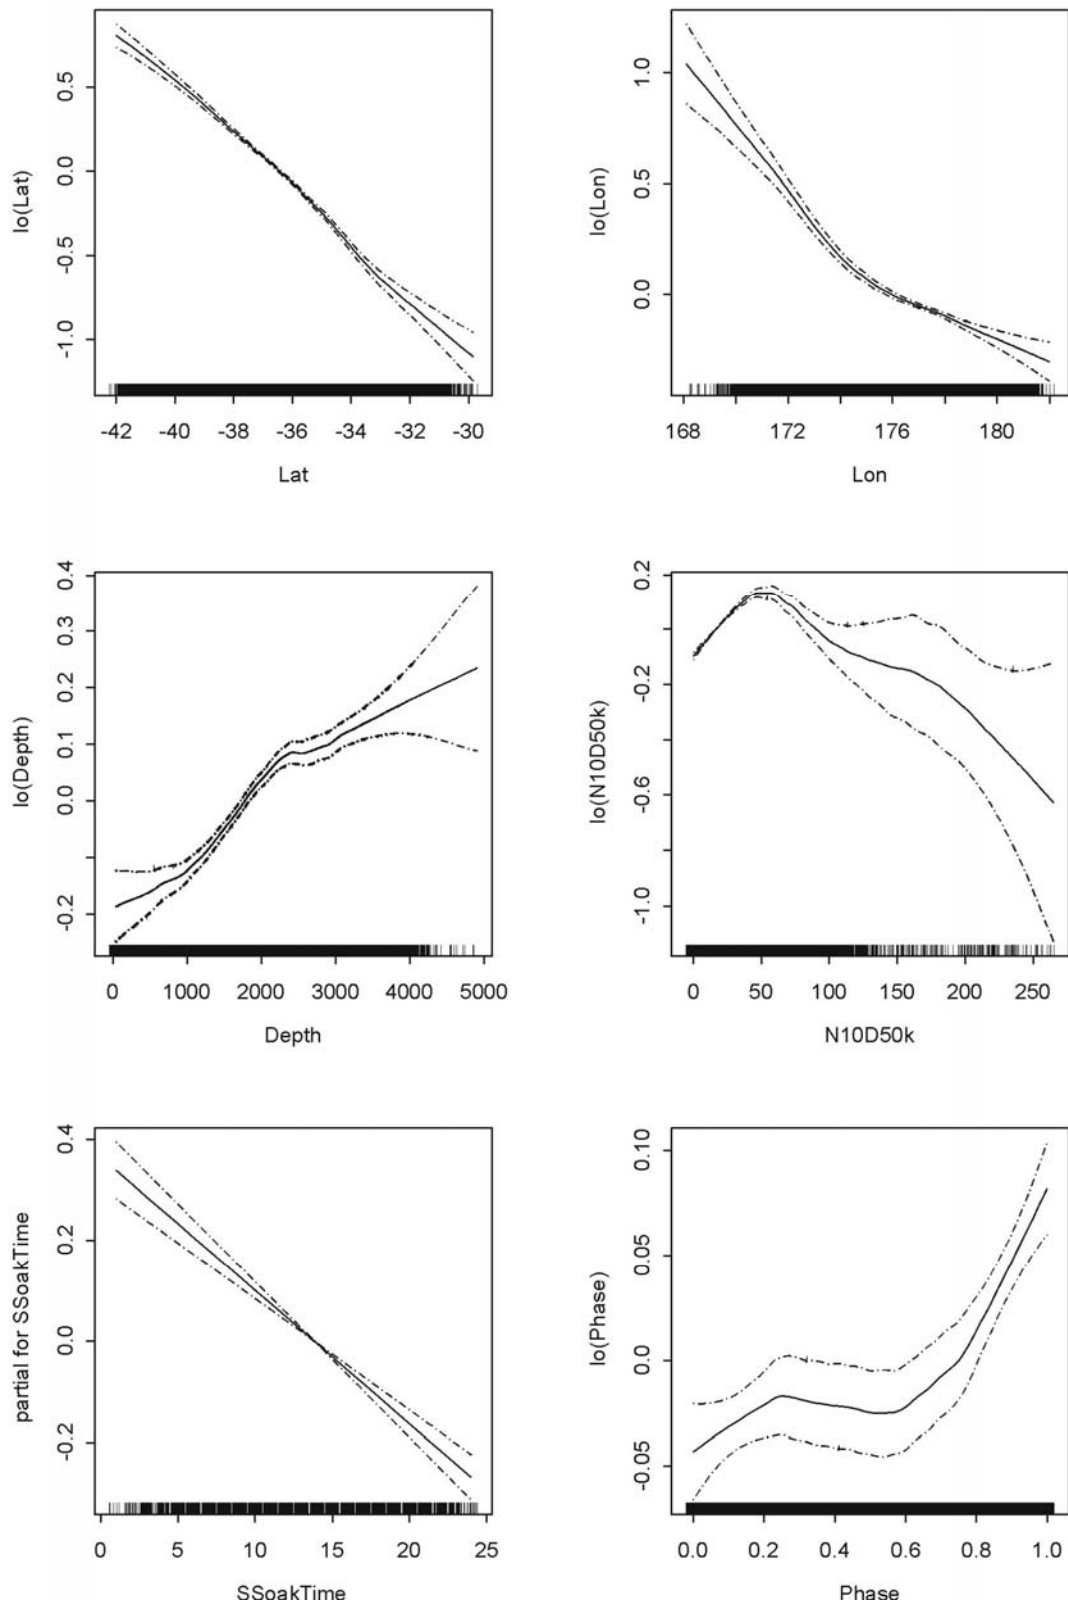 lo(Lat)
0.5
0.0
-0.5
-1.0
-42 -40 -38 -36 -34 -32 -30
Lat
lo(Lon)
1.0
0.5
0.0
168 172 176 180
Lon
lo(Depth)
0.4
0.3
0.2
0.1
0.0
-0.2
0 1000 2000 3000 4000 5000
Depth
lo(N10D50k)
0.2
-0.2
-0.6
-1.0
0 50 100 150 200 250
N10D50k
partial for SSoakTime
0.4
0.2
0.0
-0.2
0 5 10 15 20 25
SSoakTime
lo(Phase)
0.10
0.05
0.0
-0.05
0.0 0.2 0.4 0.6 0.8 1.0
Phase